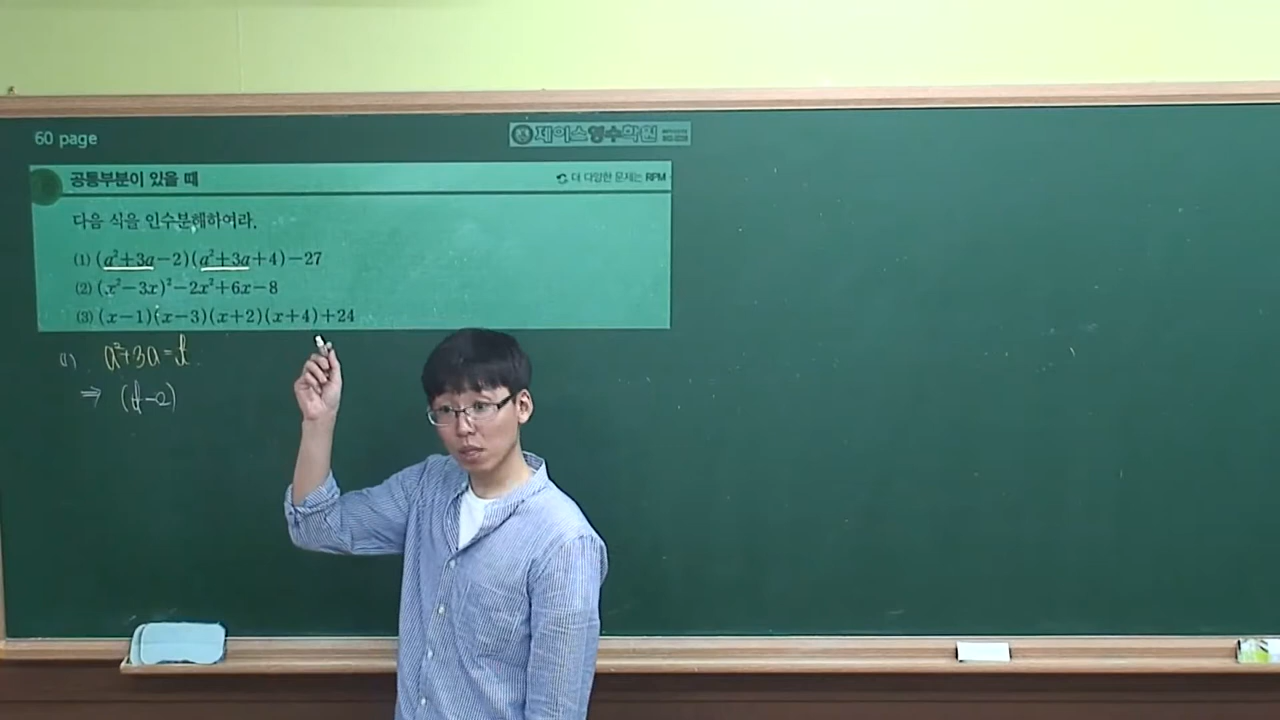 60 page
제이스영수학원
공통부분이 있을 때
더 다양한 문제는 RPM
다음 식을 인수분해하여라.
(1) (a²+3a−2)(a²+3a+4)−27
(2) (x²−3x)²−2x²+6x−8
(3) (x−1)(x−3)(x+2)(x+4)+24
(1) a²+3a=t
⇒ (t−2)